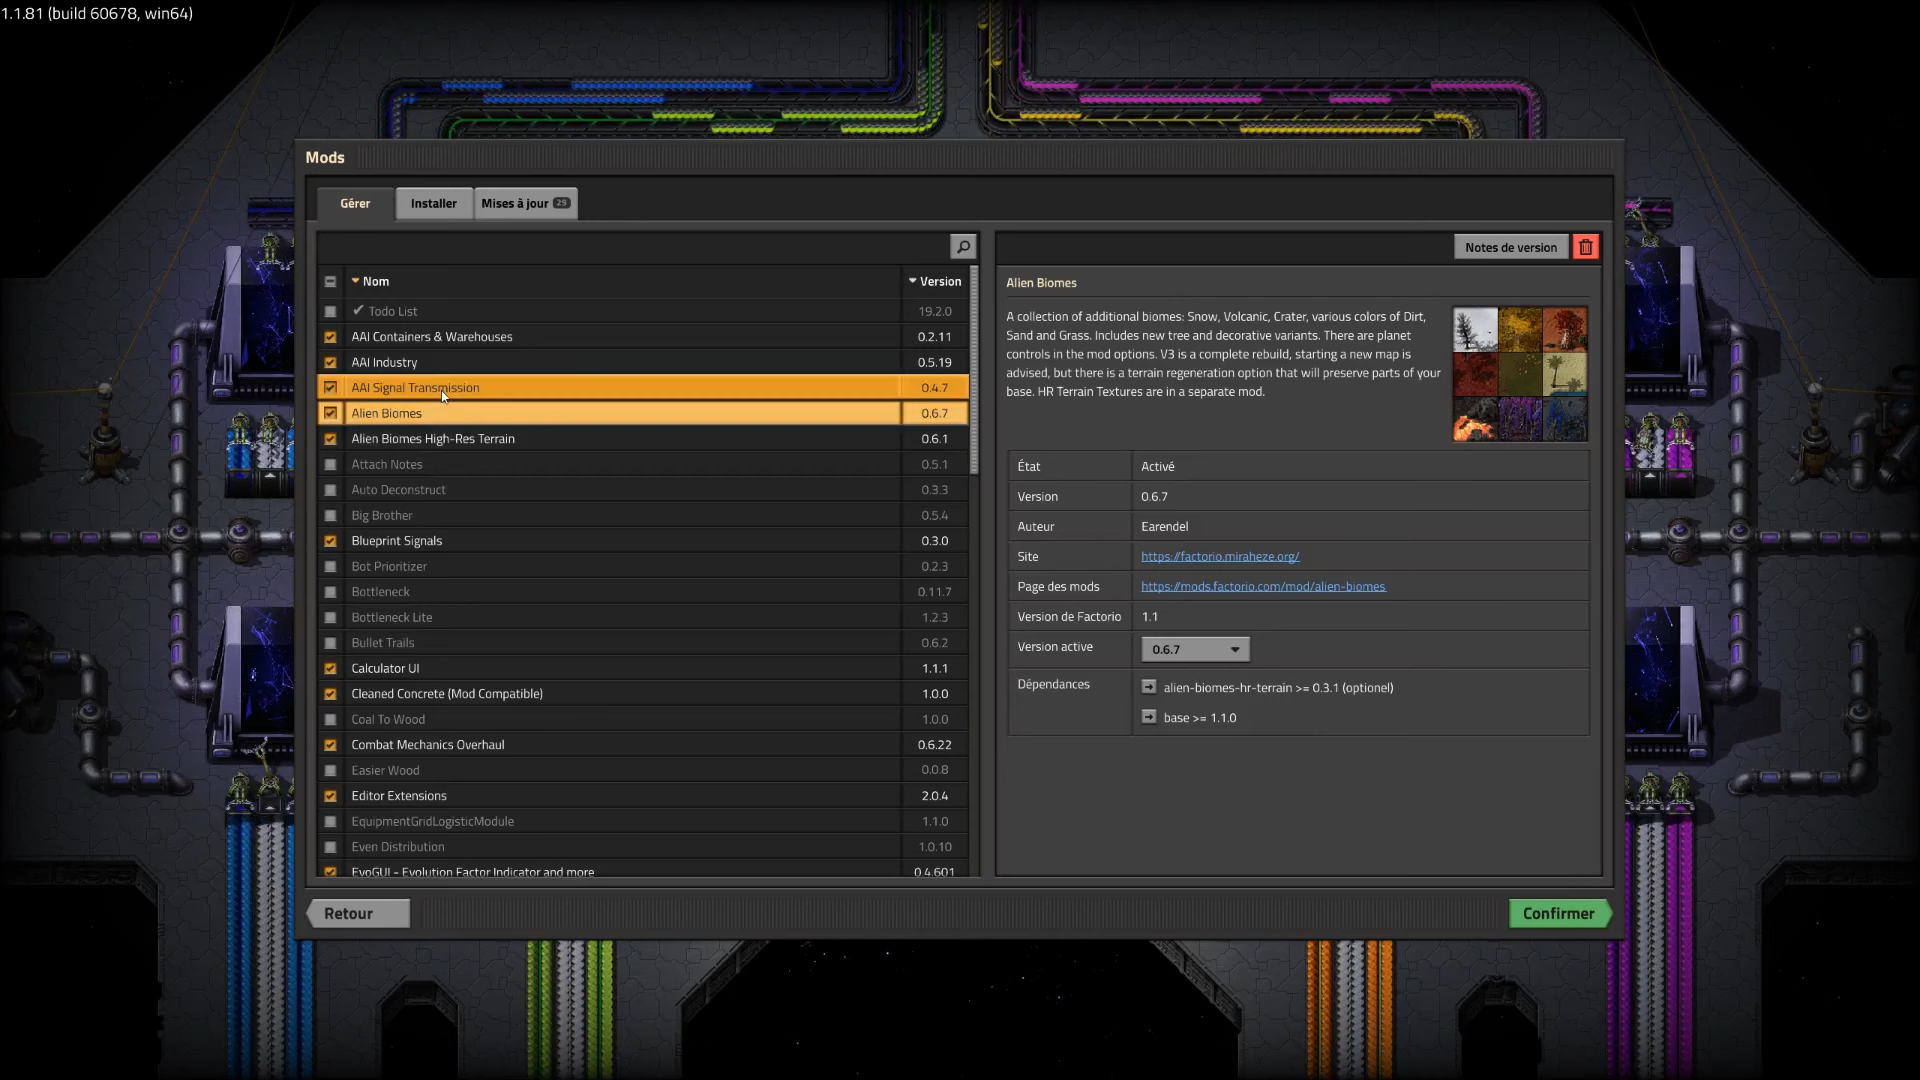 1.1.81 (build 60678, win64)
Mods
Gérer
Installer
Mises à jour 29
Notes de version
Nom
Version
✔ Todo List
19.2.0
AAI Containers & Warehouses
0.2.11
AAI Industry
0.5.19
AAI Signal Transmission
0.4.7
Alien Biomes
0.6.7
Alien Biomes High-Res Terrain
0.6.1
Attach Notes
0.5.1
Auto Deconstruct
0.3.3
Big Brother
0.5.4
Blueprint Signals
0.3.0
Bot Prioritizer
0.2.3
Bottleneck
0.11.7
Bottleneck Lite
1.2.3
Bullet Trails
0.6.2
Calculator UI
1.1.1
Cleaned Concrete (Mod Compatible)
1.0.0
Coal To Wood
1.0.0
Combat Mechanics Overhaul
0.6.22
Easier Wood
0.0.8
Editor Extensions
2.0.4
EquipmentGridLogisticModule
1.1.0
Even Distribution
1.0.10
EvoGUI - Evolution Factor Indicator and more
0.4.601
Alien Biomes
A collection of additional biomes: Snow, Volcanic, Crater, various colors of Dirt,
Sand and Grass. Includes new tree and decorative variants. There are planet
controls in the mod options. V3 is a complete rebuild, starting a new map is
advised, but there is a terrain regeneration option that will preserve parts of your
base. HR Terrain Textures are in a separate mod.
État
Activé
Version
0.6.7
Auteur
Earendel
Site
https://factorio.miraheze.org/
Page des mods
https://mods.factorio.com/mod/alien-biomes
Version de Factorio
1.1
Version active
0.6.7
Dépendances
alien-biomes-hr-terrain >= 0.3.1 (optionel)
base >= 1.1.0
Retour
Confirmer